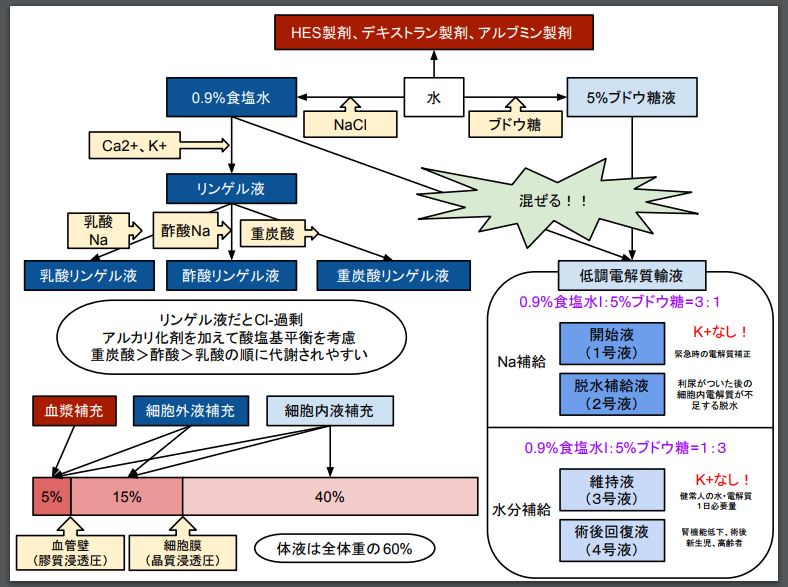 HES製剤、デキストラン製剤、アルブミン製剤
0.9%食塩水
水
5%ブドウ糖液
NaCl
ブドウ糖
Ca2+、K+
リンゲル液
混ぜる！！
乳酸
Na
酢酸Na
重炭酸
乳酸リンゲル液
酢酸リンゲル液
重炭酸リンゲル液
低調電解質輸液
リンゲル液だとCl-過剰
アルカリ化剤を加えて酸塩基平衡を考慮
重炭酸＞酢酸＞乳酸の順に代謝されやすい
0.9%食塩水l：5%ブドウ糖=3：1
Na補給
開始液
（1号液）
K+なし！
緊急時の電解質補正
脱水補給液
（2号液）
利尿がついた後の
細胞内電解質が不
足する脱水
0.9%食塩水l：5%ブドウ糖=1：3
水分補給
維持液
（3号液）
K+なし！
健常人の水・電解質
1日必要量
術後回復液
（4号液）
腎機能低下、術後
新生児、高齢者
血漿補充
細胞外液補充
細胞内液補充
5%
15%
40%
血管壁
（膠質浸透圧）
細胞膜
（晶質浸透圧）
体液は全体重の60%